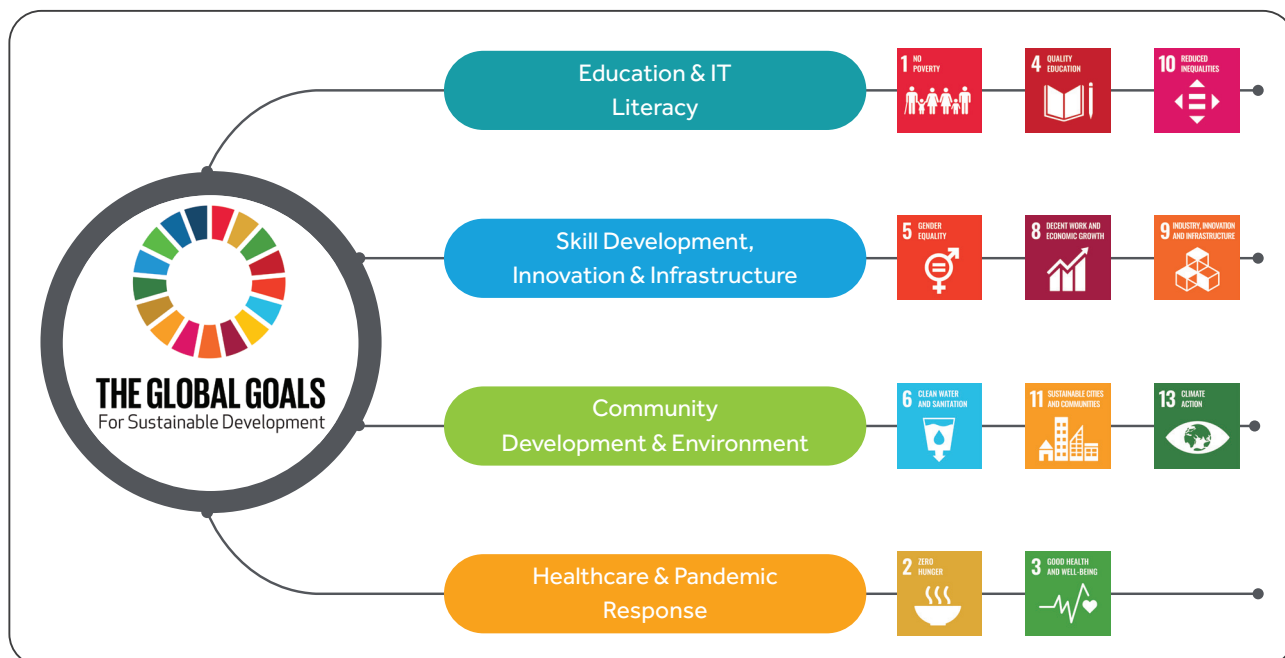 THE GLOBAL GOALS
For Sustainable Development
Education & IT
Literacy
1 NO
POVERTY
4 QUALITY
EDUCATION
10 REDUCED
INEQUALITIES
Skill Development,
Innovation & Infrastructure
5 GENDER
EQUALITY
8 DECENT WORK AND
ECONOMIC GROWTH
9 INDUSTRY, INNOVATION
AND INFRASTRUCTURE
Community
Development & Environment
6 CLEAN WATER
AND SANITATION
11 SUSTAINABLE CITIES
AND COMMUNITIES
13 CLIMATE
ACTION
Healthcare & Pandemic
Response
2 ZERO
HUNGER
3 GOOD HEALTH
AND WELL-BEING